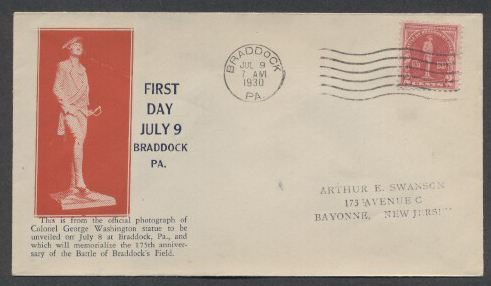 BRADDOCK
JUL 9
7 AM
1930
PA.
FIRST
DAY
JULY 9
BRADDOCK
PA.
ARTHUR E. SWANSON
173 AVENUE C
BAYONNE, NEW JERSEY
This is from the official photograph of
Colonel George Washington statue to be
unveiled on July 8 at Braddock, Pa., and
which will memorialize the 175th anniver-
sary of the Battle of Braddock's Field.